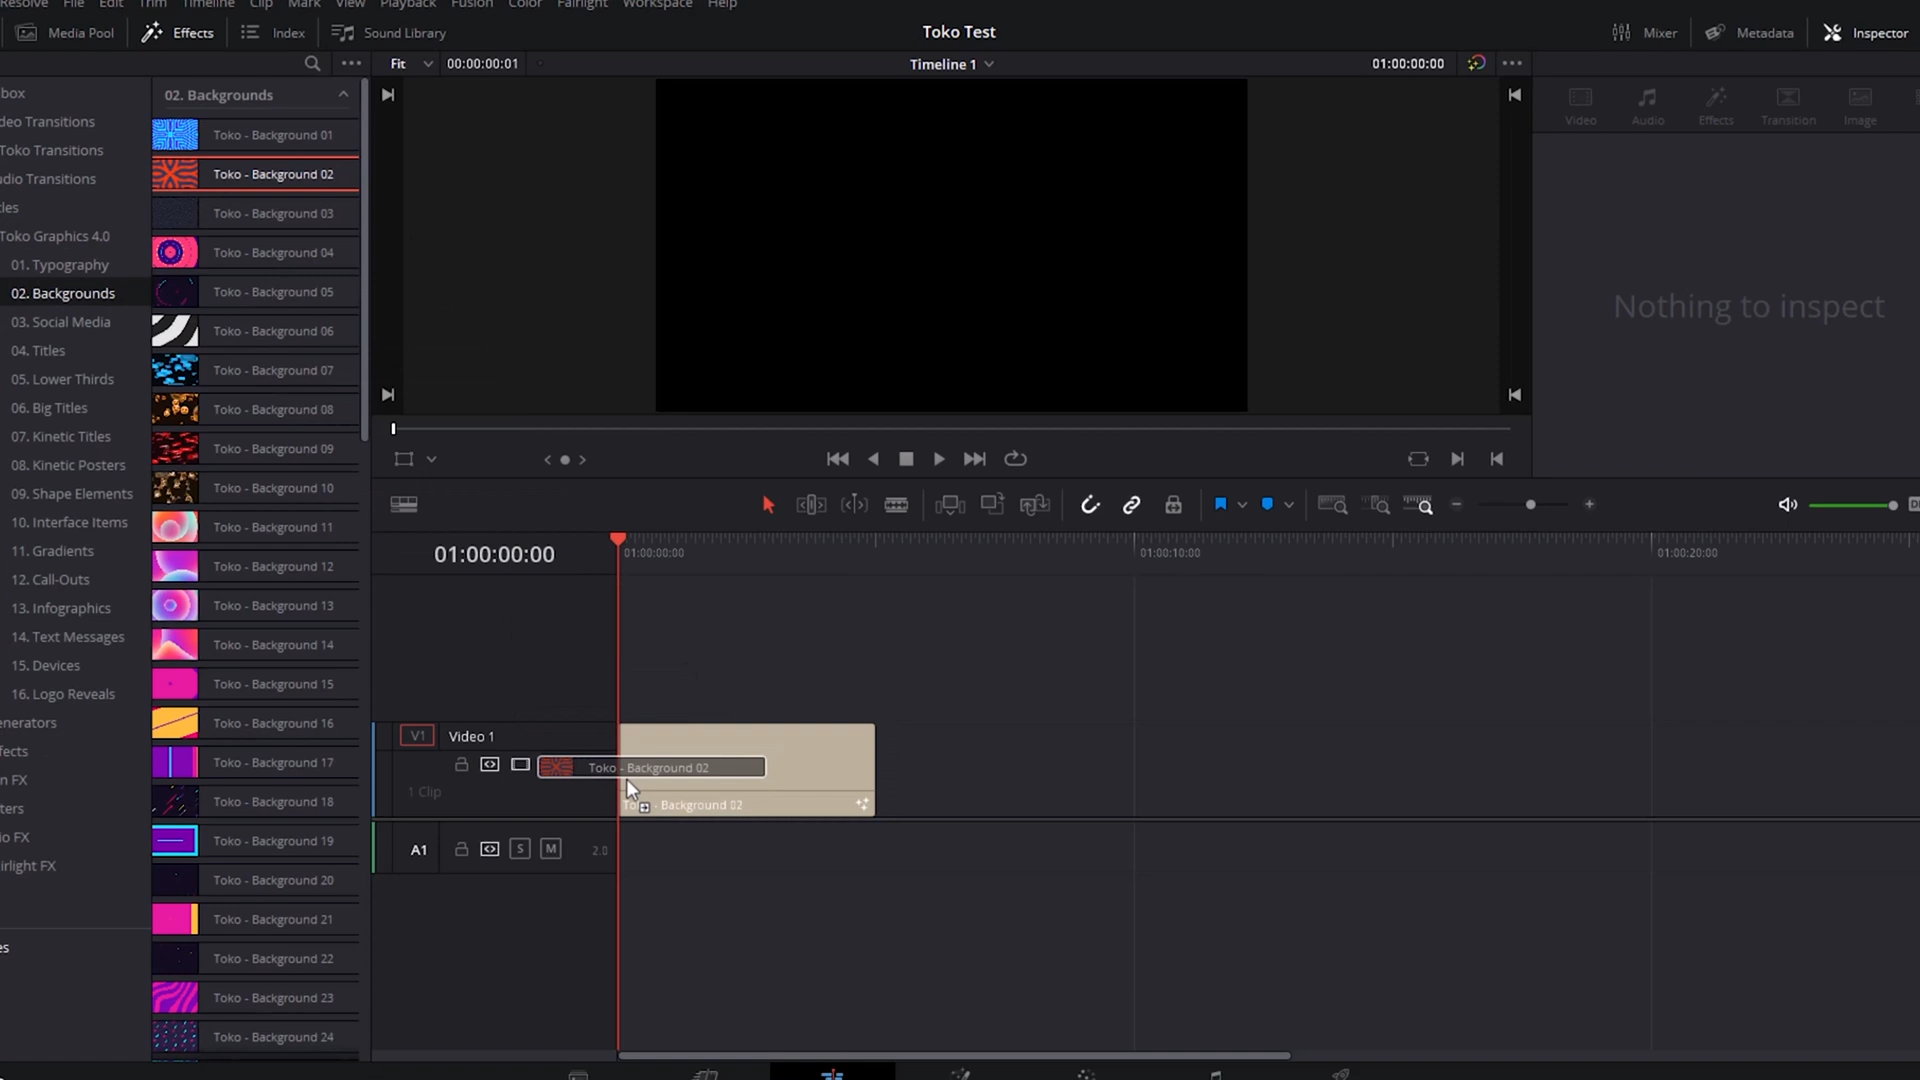 Resolve File Edit Trim Timeline Clip Mark View Playback Fusion Color Fairlight Workspace Help
Media Pool Effects Index Sound Library Toko Test Mixer Metadata Inspector
Fit 00:00:00:01 Timeline 1 01:00:00:00
box
deo Transitions
Toko Transitions
udio Transitions
tles
Toko Graphics 4.0
01. Typography
02. Backgrounds
03. Social Media
04. Titles
05. Lower Thirds
06. Big Titles
07. Kinetic Titles
08. Kinetic Posters
09. Shape Elements
10. Interface Items
11. Gradients
12. Call-Outs
13. Infographics
14. Text Messages
15. Devices
16. Logo Reveals
enerators
fects
n FX
ters
io FX
irlight FX
es
02. Backgrounds
Toko - Background 01
Toko - Background 02
Toko - Background 03
Toko - Background 04
Toko - Background 05
Toko - Background 06
Toko - Background 07
Toko - Background 08
Toko - Background 09
Toko - Background 10
Toko - Background 11
Toko - Background 12
Toko - Background 13
Toko - Background 14
Toko - Background 15
Toko - Background 16
Toko - Background 17
Toko - Background 18
Toko - Background 19
Toko - Background 20
Toko - Background 21
Toko - Background 22
Toko - Background 23
Toko - Background 24
Video Audio Effects Transition Image
Nothing to inspect
01:00:00:00 01:00:00:00 01:00:10:00 01:00:20:00
V1 Video 1
Toko - Background 02
1 Clip
Toko - Background 02
A1 S M 2.0